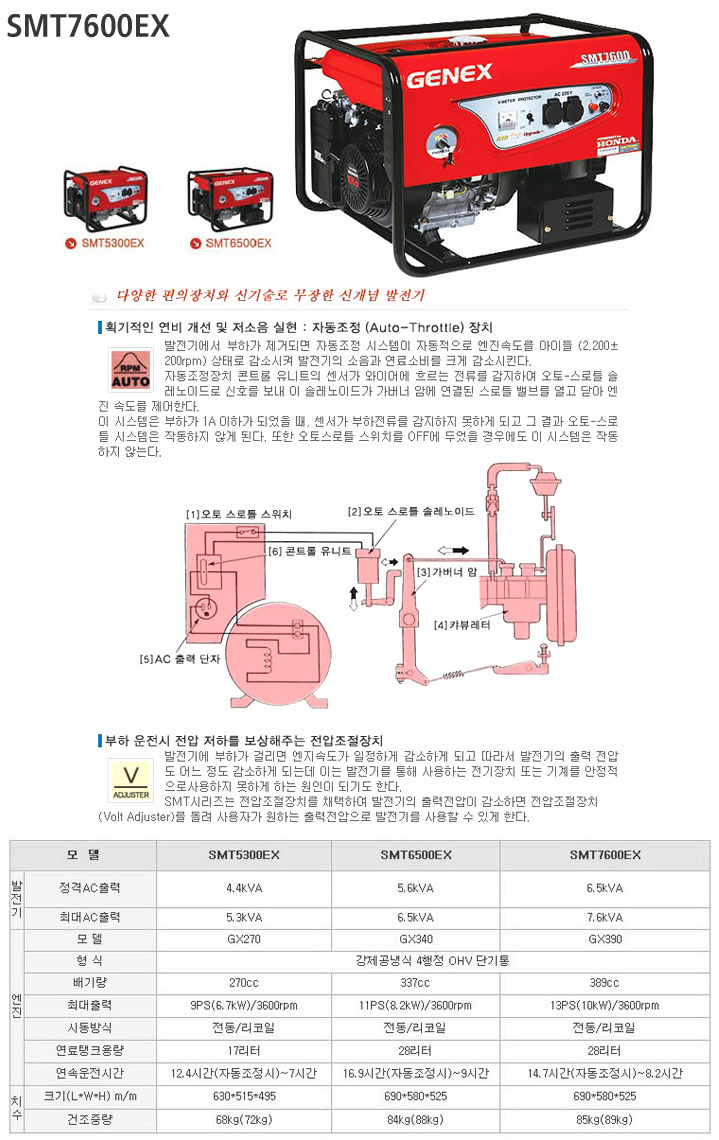 SMT7600EX
GENEX
SMT7600
V-METER PROTECTOR AC 220V
POWERED BY
HONDA
GENEX
GENEX
SMT5300EX
SMT6500EX
다양한 편의장치와 신기술로 무장한 신개념 발전기
획기적인 연비 개선 및 저소음 실현 : 자동조정 (Auto-Throttle) 장치
RPM
AUTO
발전기에서 부하가 제거되면 자동조정 시스템이 자동적으로 엔진속도를 아이들 (2,200±
200rpm) 상태로 감소시켜 발전기의 소음과 연료소비를 크게 감소시킨다.
자동조정장치 콘트롤 유니트의 센서가 와이어에 흐르는 전류를 감지하여 오토-스로틀 솔
레노이드로 신호를 보내 이 솔레노이드가 가버너 암에 연결된 스로틀 밸브를 열고 닫아 엔
진 속도를 제어한다.
이 시스템은 부하가 1A 이하가 되었을 때, 센서가 부하전류를 감지하지 못하게 되고 그 결과 오토-스로
틀 시스템은 작동하지 않게 된다. 또한 오토스로틀 스위치를 OFF에 두었을 경우에도 이 시스템은 작동
하지 않는다.
[1]오토 스로틀 스위치
[2]오토 스로틀 솔레노이드
[6] 콘트롤 유니트
[3]가버너 암
[4]캬뷰레터
[5]AC 출력 단자
부하 운전시 전압 저하를 보상해주는 전압조절장치
V
ADJUSTER
발전기에 부하가 걸리면 엔지속도가 일정하게 감소하게 되고 따라서 발전기의 출력 전압
도 어느 정도 감소하게 되는데 이는 발전기를 통해 사용하는 전기장치 또는 기계를 안정적
으로사용하지 못하게 하는 원인이 되기도 한다.
SMT시리즈는 전압조절장치를 채택하여 발전기의 출력전압이 감소하면 전압조절장치
(Volt Adjuster)를 돌려 사용자가 원하는 출력전압으로 발전기를 사용할 수 있게 한다.
모 델 SMT5300EX SMT6500EX SMT7600EX
발전기 정격AC출력 4.4kVA 5.6kVA 6.5kVA
최대AC출력 5.3kVA 6.5kVA 7.6kVA
엔진 모 델 GX270 GX340 GX390
형 식 강제공냉식 4행정 OHV 단기통
배기량 270cc 337cc 389cc
최대출력 9PS(6.7kW)/3600rpm 11PS(8.2kW)/3600rpm 13PS(10kW)/3600rpm
시동방식 전동/리코일 전동/리코일 전동/리코일
연료탱크용량 17리터 28리터 28리터
연속운전시간 12.4시간(자동조정시)~7시간 16.9시간(자동조정시)~9시간 14.7시간(자동조정시)~8.2시간
치수 크기(L*W*H) m/m 630*515*495 690*580*525 690*580*525
건조중량 68kg(72kg) 84kg(88kg) 85kg(89kg)